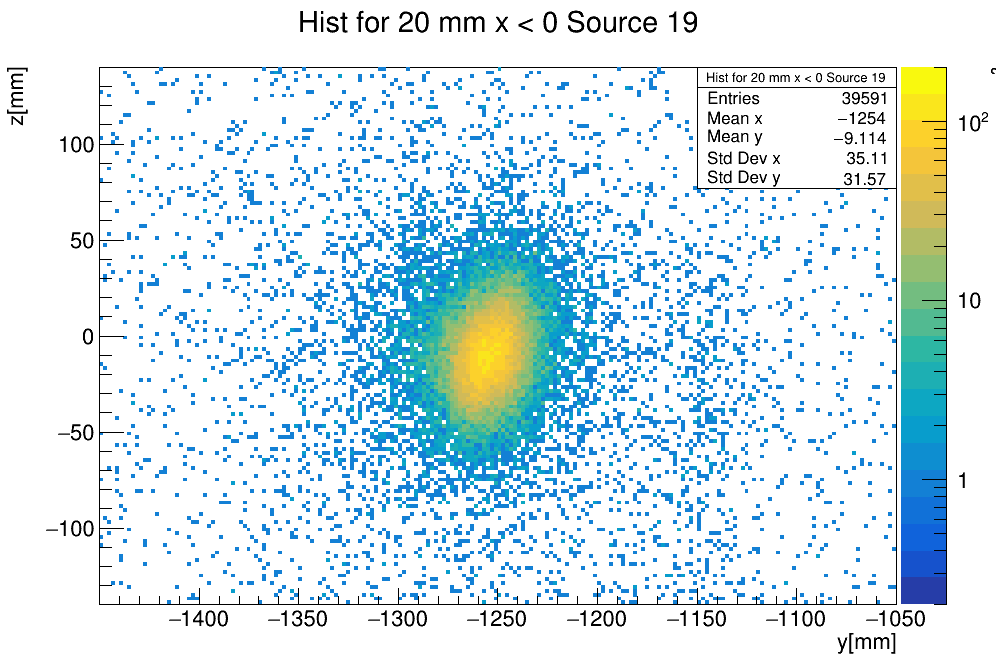 Hist for 20 mm x < 0 Source 19
z[mm]
Hist for 20 mm x < 0 Source 19
Entries 39591
Mean x −1254
Mean y −9.114
Std Dev x 35.11
Std Dev y 31.57
100
50
0
−50
−100
−1400
−1350
−1300
−1250
−1200
−1150
−1100
−1050
y[mm]
10²
10
1